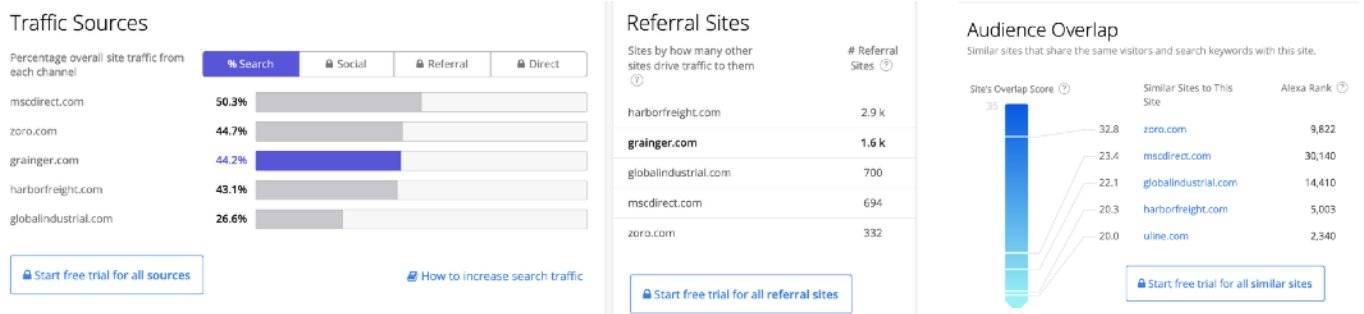 Traffic Sources
Percentage overall site traffic from
each channel
% Search
Social
Referral
Direct
mscdirect.com 50.3%
zoro.com 44.7%
grainger.com 44.2%
harborfreight.com 43.1%
globalindustrial.com 26.6%
Start free trial for all sources
How to increase search traffic
Referral Sites
Sites by how many other
sites drive traffic to them
?
# Referral
Sites ?
harborfreight.com 2.9 k
grainger.com 1.6 k
globalindustrial.com 700
mscdirect.com 694
zoro.com 332
Start free trial for all referral sites
Audience Overlap
Similar sites that share the same visitors and search keywords with this site.
Site's Overlap Score ?
Similar Sites to This
Site
Alexa Rank ?
35
32.8 zoro.com 9,822
23.4 mscdirect.com 30,140
22.1 globalindustrial.com 14,410
20.3 harborfreight.com 5,003
20.0 uline.com 2,340
Start free trial for all similar sites